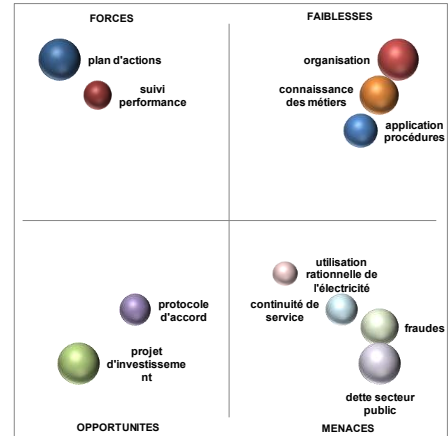 FORCES
FAIBLESSES
plan d'actions
suivi
performance
organisation
connaissance
des métiers
application
procédures
protocole
d'accord
projet
d'investisseme
nt
utilisation
rationnelle de
l'électricité
continuité de
service
fraudes
dette secteur
public
OPPORTUNITES
MENACES